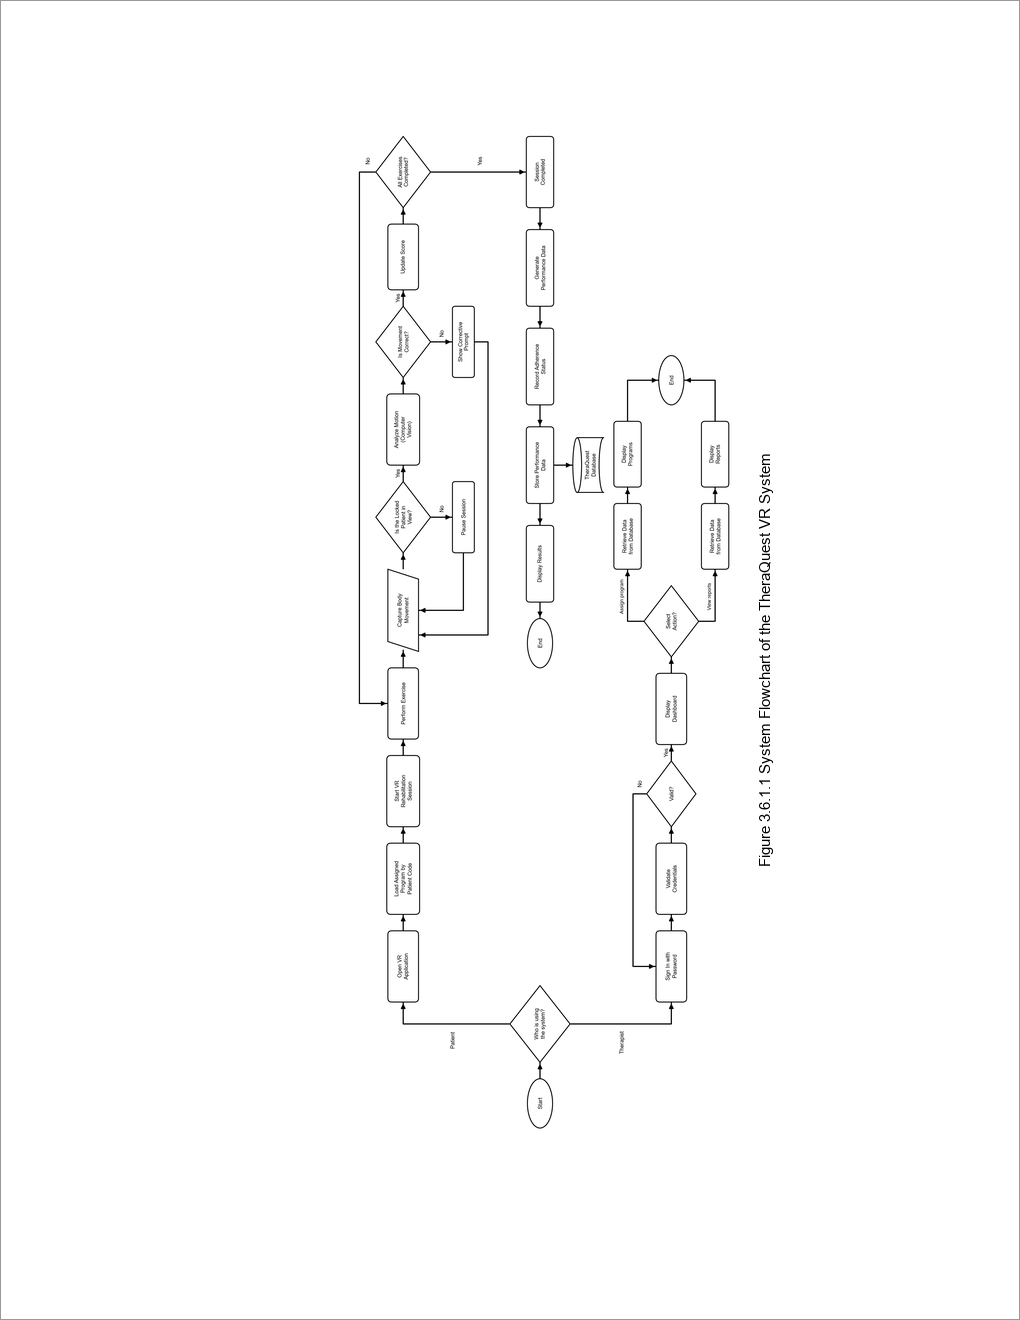 Start
Who is using
the system?
Patient
Therapist
Open VR
Application
Load Assigned
Program by
Patient Code
Start VR
Rehabilitation
Session
Perform Exercise
Capture Body
Movement
Is the Locked
Patient in
View?
Yes
No
Pause Session
Analyze Motion
(Computer
Vision)
Is Movement
Correct?
Yes
No
Show Corrective
Prompt
Update Score
All Exercises
Completed?
No
Yes
Session
Completed
Generate
Performance Data
Record Adherence
Status
Store Performance
Data
TheraQuest
Database
Display Results
End
Sign In with
Password
Validate
Credentials
Valid?
No
Yes
Display
Dashboard
Select
Action?
Assign program
View reports
Retrieve Data
from Database
Display
Programs
Retrieve Data
from Database
Display
Reports
End
Figure 3.6.1.1 System Flowchart of the TheraQuest VR System